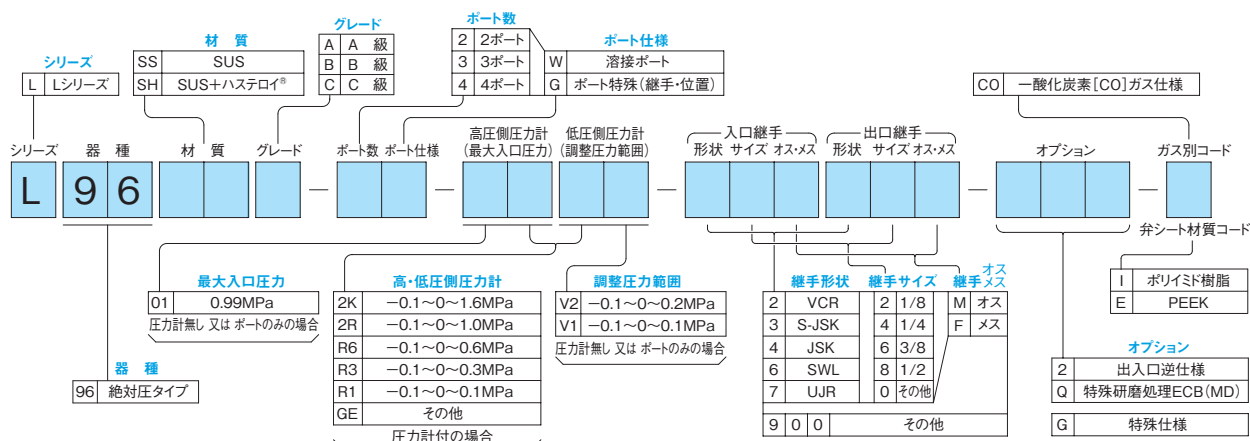 シリーズ
L Lシリーズ
材 質
SS SUS
SH SUS+ハステロイ®
グレード
A A 級
B B 級
C C 級
ポート数
2 2ポート
3 3ポート
4 4ポート
ポート仕様
W 溶接ポート
G ポート特殊(継手・位置)
CO 一酸化炭素[CO]ガス仕様
シリーズ 器 種 材 質 グレード ポート数 ポート仕様
高圧側圧力計
(最大入口圧力)
低圧側圧力計
(調整圧力範囲)
入口継手
形状 サイズ オス・メス
出口継手
形状 サイズ オス・メス
オプション
ガス別コード
L 9 6 — — — — —
弁シート材質コード
I ポリイミド樹脂
E PEEK
最大入口圧力
01 0.99MPa
圧力計無し 又は ポートのみの場合
器 種
96 絶対圧タイプ
高・低圧側圧力計
2K −0.1〜0〜1.6MPa
2R −0.1〜0〜1.0MPa
R6 −0.1〜0〜0.6MPa
R3 −0.1〜0〜0.3MPa
R1 −0.1〜0〜0.1MPa
GE その他
圧力計付の場合
調整圧力範囲
V2 −0.1〜0〜0.2MPa
V1 −0.1〜0〜0.1MPa
圧力計無し 又は ポートのみの場合
継手形状
2 VCR
3 S-JSK
4 JSK
6 SWL
7 UJR
継手サイズ
2 1/8
4 1/4
6 3/8
8 1/2
0 その他
継手 オス メス
M オス
F メス
9 0 0 その他
オプション
2 出入口逆仕様
Q 特殊研磨処理ECB(MD)
G 特殊仕様